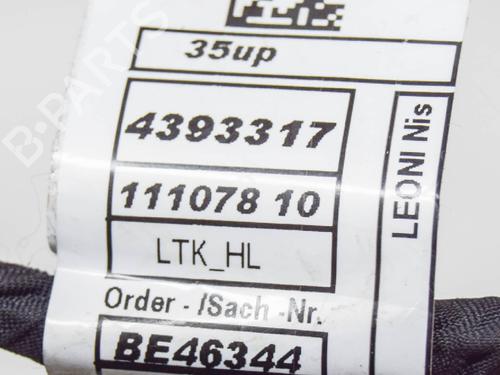 35up
4393317
111078 10
LTK_HL
Order - /Sach -Nr.
BE46344
LEONI Nis
B-PARTS